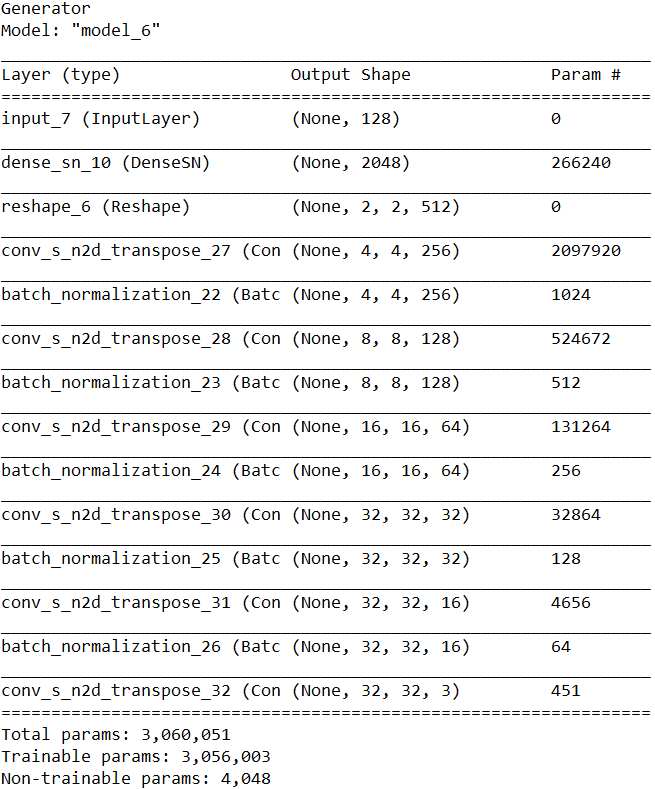 Generator
Model: "model_6"
_________________________________________________________________
Layer (type)                 Output Shape              Param #
=================================================================
input_7 (InputLayer)         (None, 128)               0
_________________________________________________________________
dense_sn_10 (DenseSN)        (None, 2048)              266240
_________________________________________________________________
reshape_6 (Reshape)          (None, 2, 2, 512)         0
_________________________________________________________________
conv_s_n2d_transpose_27 (Con (None, 4, 4, 256)         2097920
_________________________________________________________________
batch_normalization_22 (Batc (None, 4, 4, 256)         1024
_________________________________________________________________
conv_s_n2d_transpose_28 (Con (None, 8, 8, 128)         524672
_________________________________________________________________
batch_normalization_23 (Batc (None, 8, 8, 128)         512
_________________________________________________________________
conv_s_n2d_transpose_29 (Con (None, 16, 16, 64)        131264
_________________________________________________________________
batch_normalization_24 (Batc (None, 16, 16, 64)        256
_________________________________________________________________
conv_s_n2d_transpose_30 (Con (None, 32, 32, 32)        32864
_________________________________________________________________
batch_normalization_25 (Batc (None, 32, 32, 32)        128
_________________________________________________________________
conv_s_n2d_transpose_31 (Con (None, 32, 32, 16)        4656
_________________________________________________________________
batch_normalization_26 (Batc (None, 32, 32, 16)        64
_________________________________________________________________
conv_s_n2d_transpose_32 (Con (None, 32, 32, 3)         451
=================================================================
Total params: 3,060,051
Trainable params: 3,056,003
Non-trainable params: 4,048